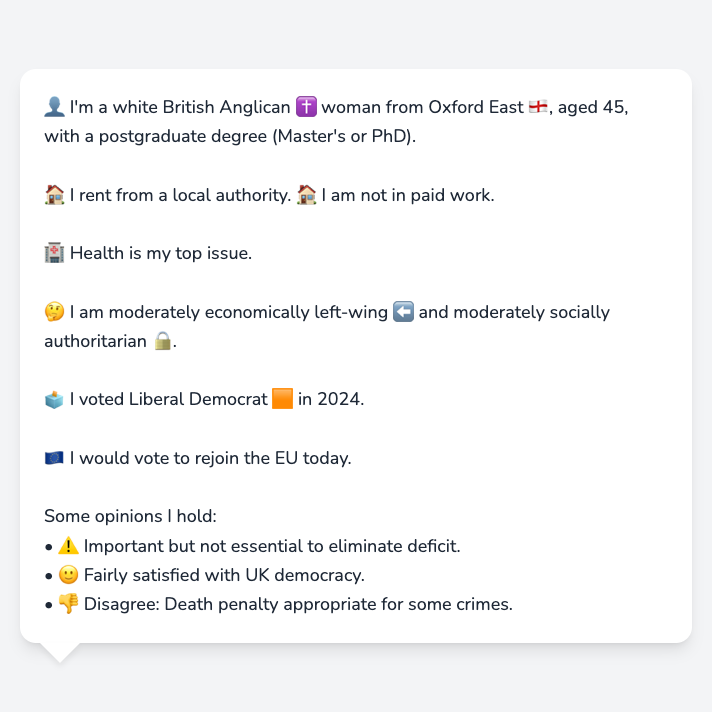 👤 I'm a white British Anglican ✝️ woman from Oxford East 🏴󠁧󠁢󠁥󠁮󠁧󠁿, aged 45,
with a postgraduate degree (Master's or PhD).
🏠 I rent from a local authority. 🏠 I am not in paid work.
🏥 Health is my top issue.
🤔 I am moderately economically left-wing ⬅️ and moderately socially
authoritarian 🔒.
🗳️ I voted Liberal Democrat 🟧 in 2024.
🇪🇺 I would vote to rejoin the EU today.
Some opinions I hold:
• ⚠️ Important but not essential to eliminate deficit.
• 🙂 Fairly satisfied with UK democracy.
• 👎 Disagree: Death penalty appropriate for some crimes.